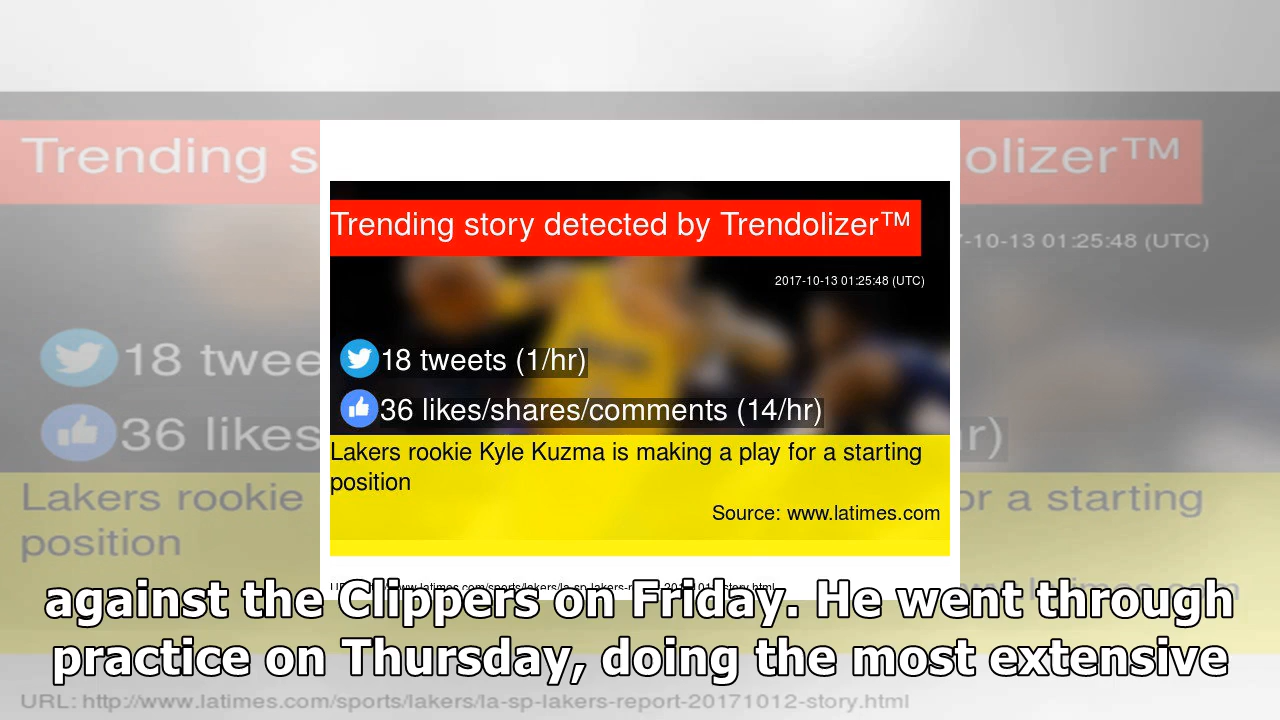 Trending story detected by Trendolizer™
2017-10-13 01:25:48 (UTC)
18 tweets (1/hr)
36 likes/shares/comments (14/hr)
Lakers rookie Kyle Kuzma is making a play for a starting
position
Source: www.latimes.com
against the Clippers on Friday. He went through
practice on Thursday, doing the most extensive
URL: http://www.latimes.com/sports/lakers/la-sp-lakers-report-20171012-story.html